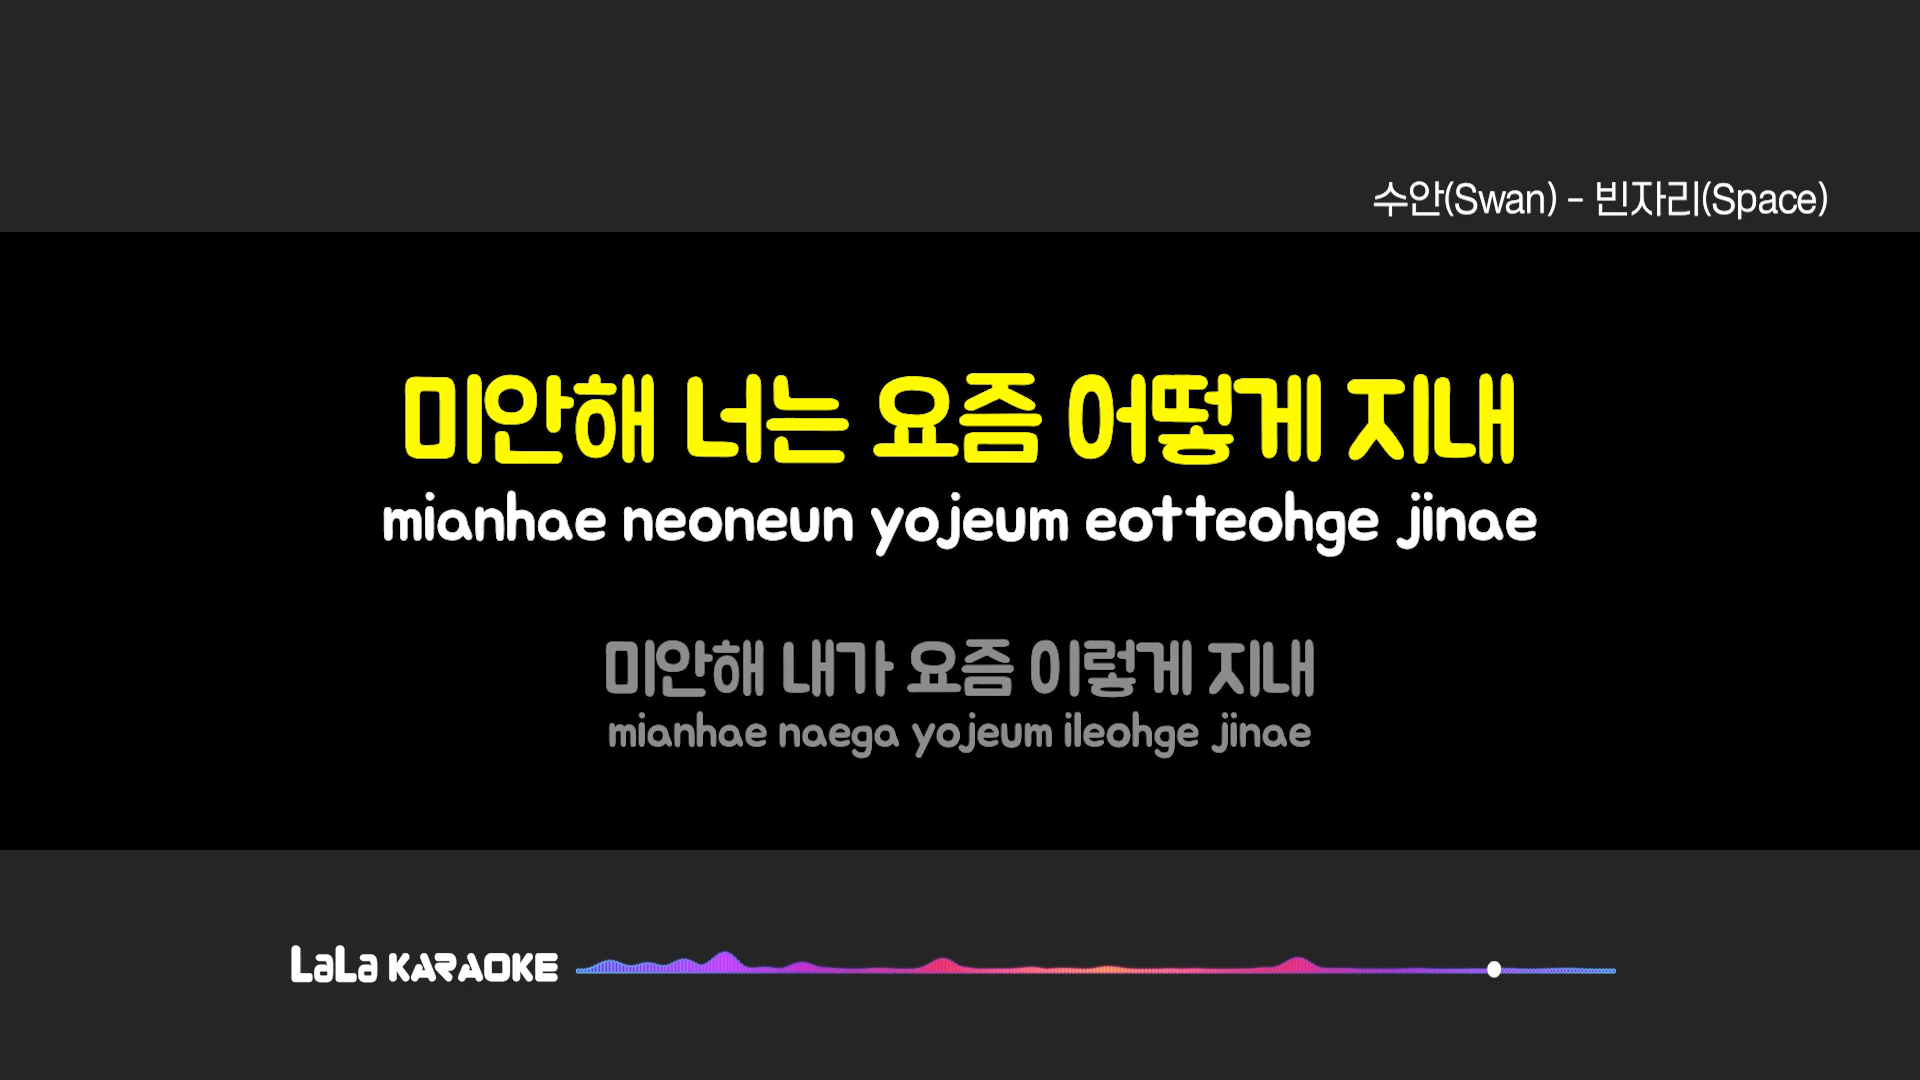 수안(Swan) - 빈자리(Space)
미안해 너는 요즘 어떻게 지내
mianhae neoneun yojeum eotteohge jinae
미안해 내가 요즘 이렇게 지내
mianhae naega yojeum ileohge jinae
LaLa KARAOKE